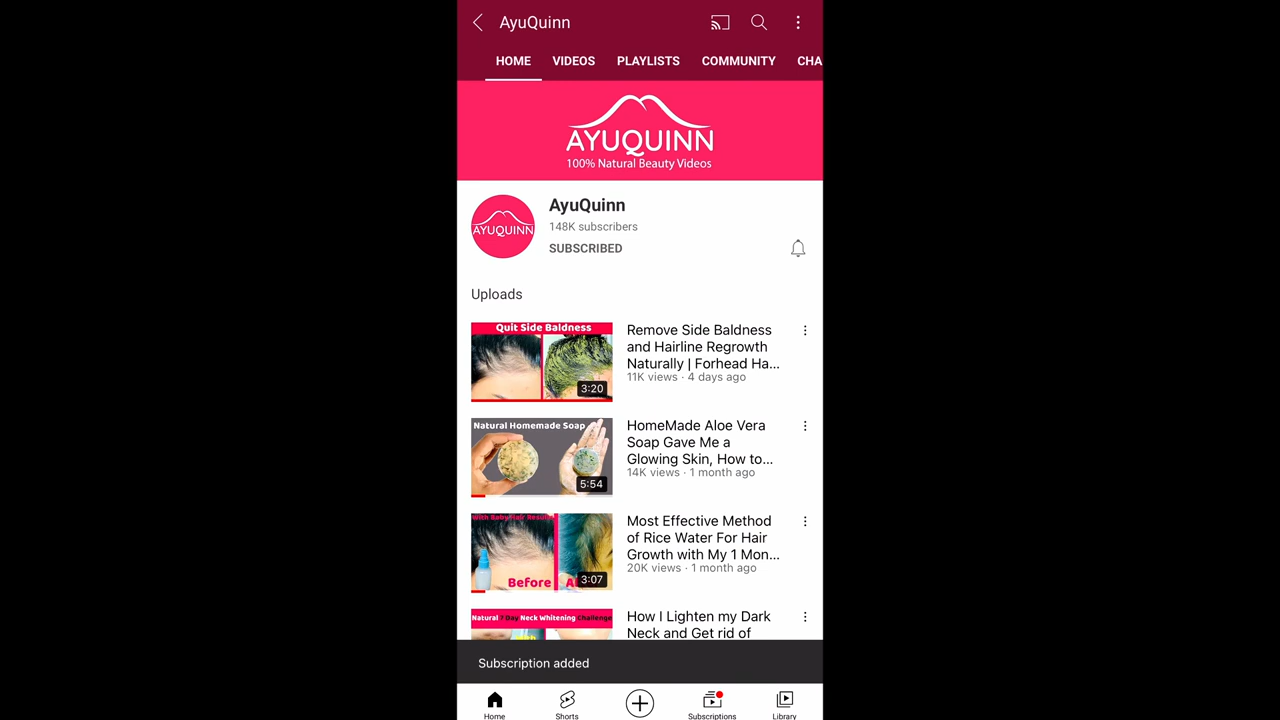 AyuQuinn
HOME VIDEOS PLAYLISTS COMMUNITY CHA
AYUQUINN
100% Natural Beauty Videos
AYUQUINN
AyuQuinn
148K subscribers
SUBSCRIBED
Uploads
Quit Side Baldness
3:20
Remove Side Baldness
and Hairline Regrowth
Naturally | Forhead Ha...
11K views · 4 days ago
Natural Homemade Soap
5:54
HomeMade Aloe Vera
Soap Gave Me a
Glowing Skin, How to...
14K views · 1 month ago
With Baby Hair Results
Before A
3:07
Most Effective Method
of Rice Water For Hair
Growth with My 1 Mon...
20K views · 1 month ago
Natural 7 Day Neck Whitening Challenge
How I Lighten my Dark
Neck and Get rid of
Subscription added
Home Shorts Subscriptions Library